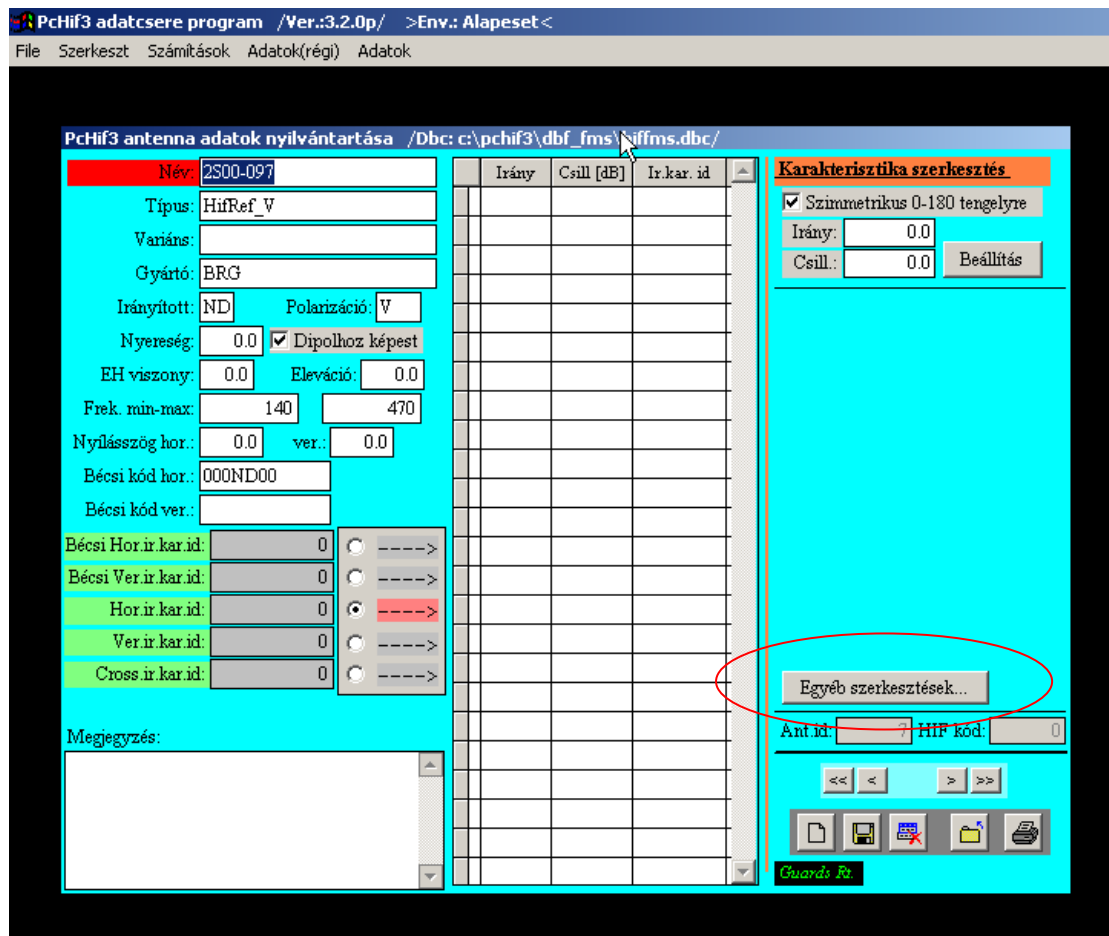 PcHif3 adatcsere program /Ver.:3.2.0p/ >Env.: Alapeset<
File Szerkeszt Számítások Adatok(régi) Adatok
PcHif3 antenna adatok nyilvántartása /Dbc: c:\pchif3\dbf_fms\hiffms.dbc/
Név: 2S00-097
Típus: HifRef_V
Variáns:
Gyártó: BRG
Irányított: ND Polarizáció: V
Nyereség: 0.0 Dipolhoz képest
EH viszony: 0.0 Eleváció: 0.0
Frek. min-max: 140 470
Nyílásszög hor.: 0.0 ver.: 0.0
Bécsi kód hor.: 000ND00
Bécsi kód ver.:
Bécsi Hor.ir.kar.id: 0 ---->
Bécsi Ver.ir.kar.id: 0 ---->
Hor.ir.kar.id: 0 ---->
Ver.ir.kar.id: 0 ---->
Cross.ir.kar.id: 0 ---->
Megjegyzés:
Irány Csill [dB] Ir.kar. id
Karakterisztika szerkesztés
Szimmetrikus 0-180 tengelyre
Irány: 0.0
Csill.: 0.0 Beállítás
Egyéb szerkesztések...
Ant.id: 7 HIF kód: 0
<< < > >>
Guards Rt.